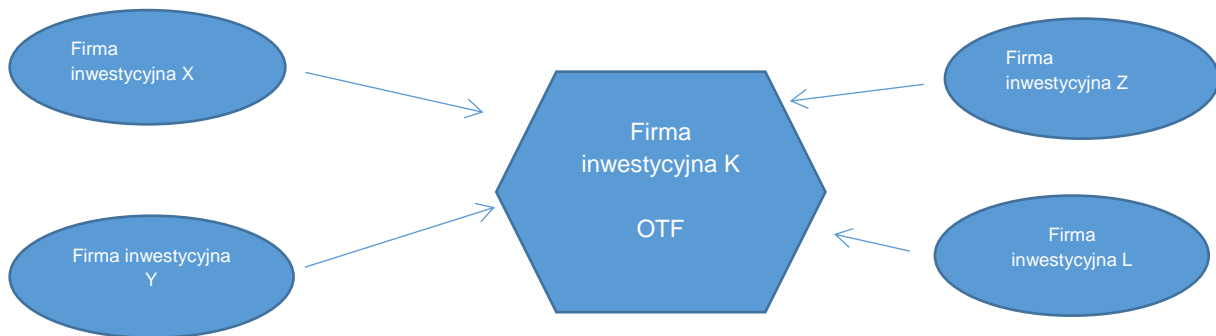 Firma
inwestycyjna X
Firma
inwestycyjna Z
Firma
inwestycyjna K
OTF
Firma inwestycyjna
Y
Firma
inwestycyjna L